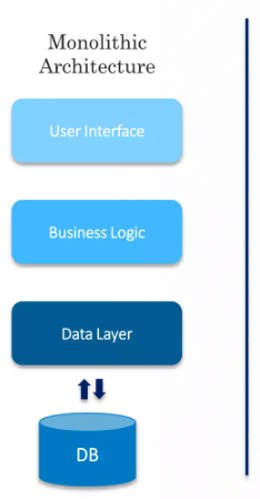 Monolithic
Architecture
User Interface
Business Logic
Data Layer
DB